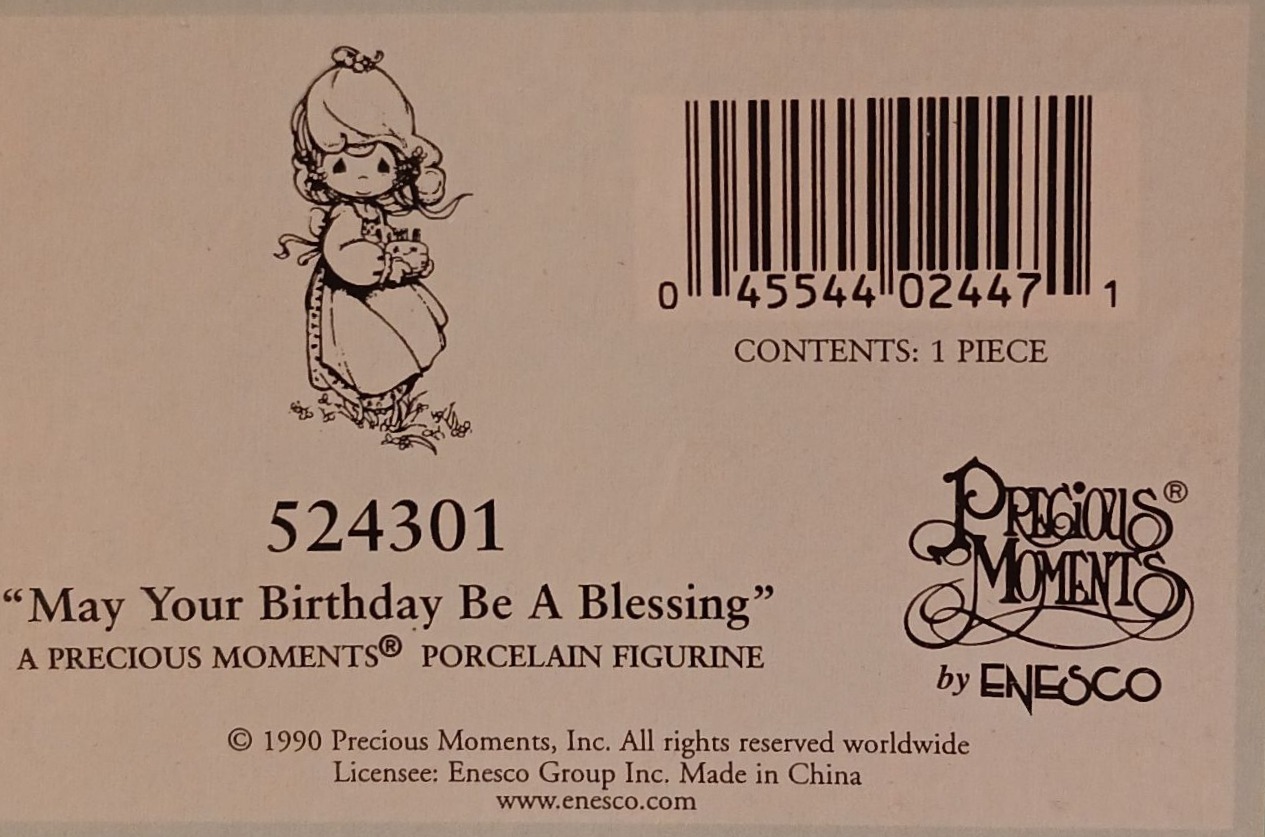 0 45544 02447 1
CONTENTS: 1 PIECE
524301
“May Your Birthday Be A Blessing”
A PRECIOUS MOMENTS® PORCELAIN FIGURINE
PRECIOUS®
MOMENTS
by ENESCO
© 1990 Precious Moments, Inc. All rights reserved worldwide
Licensee: Enesco Group Inc. Made in China
www.enesco.com